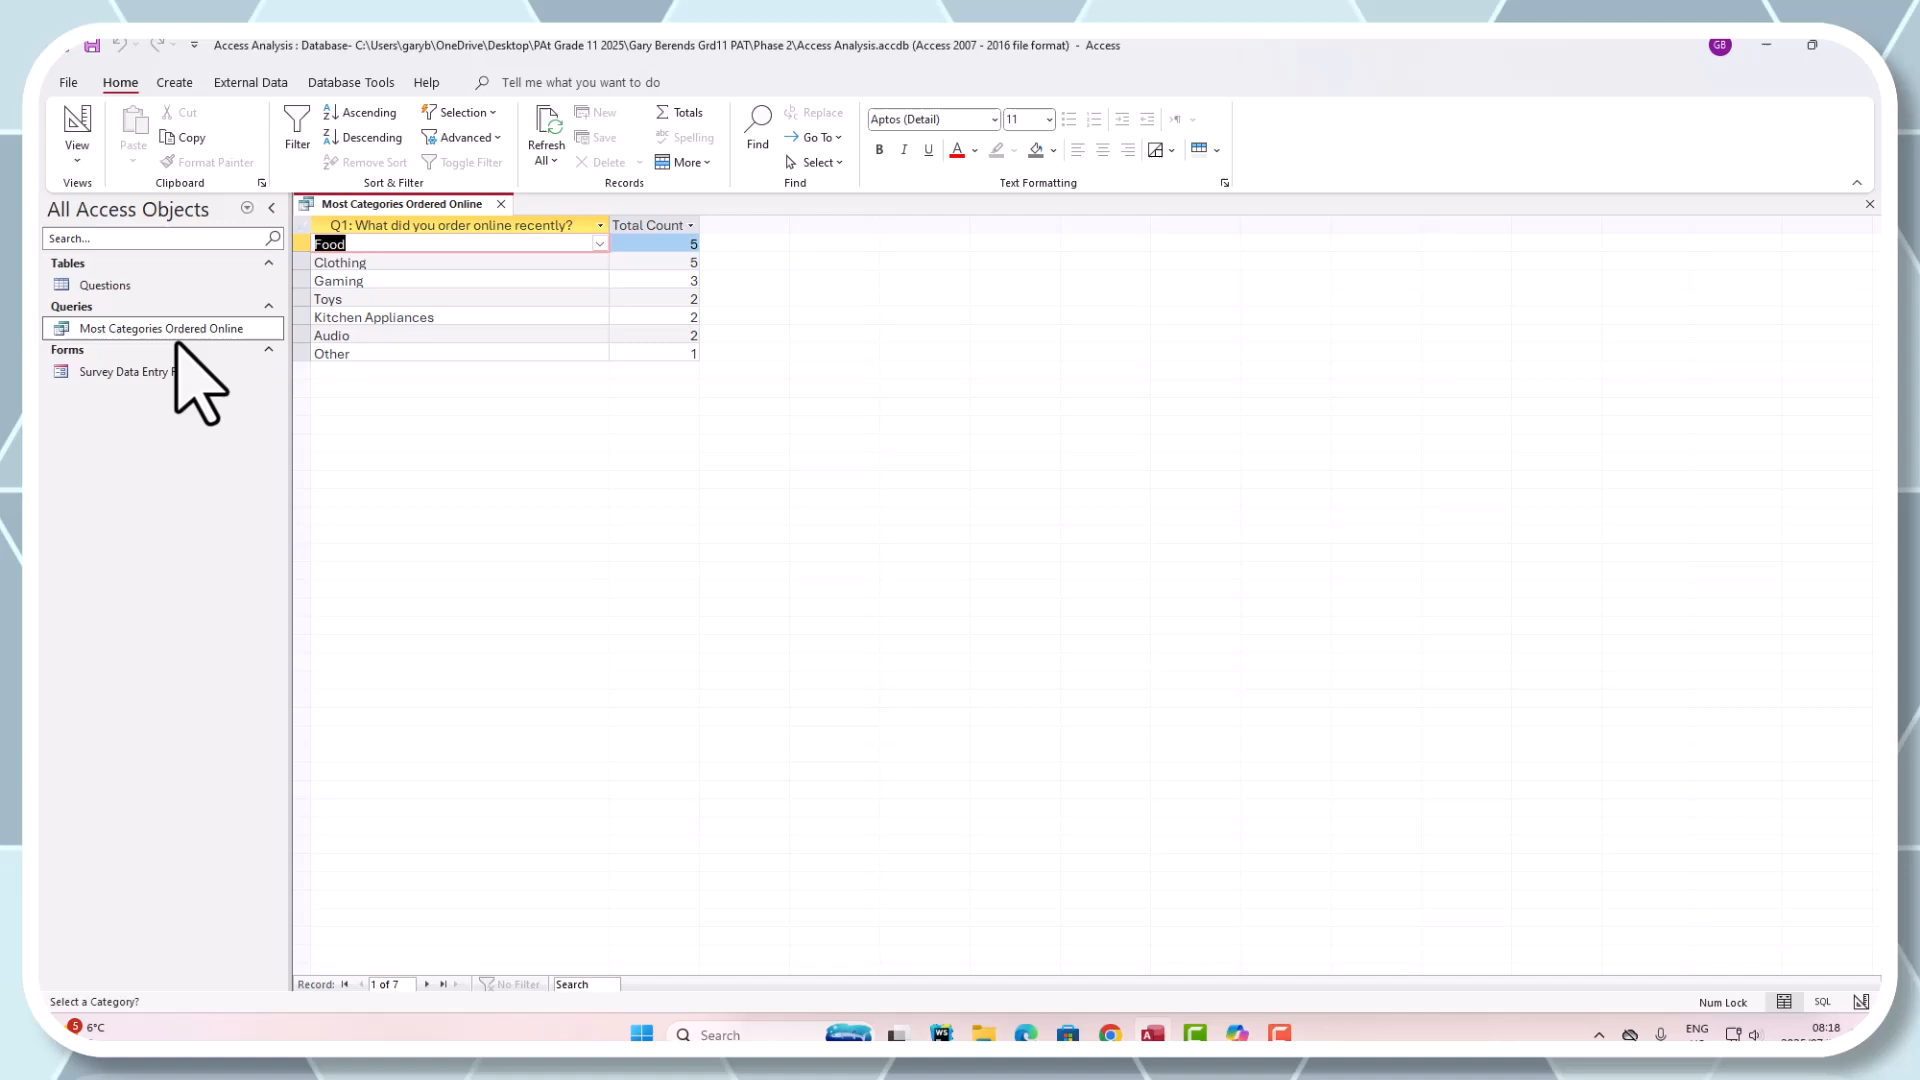 Access Analysis : Database- C:\Users\garyb\OneDrive\Desktop\PAt Grade 11 2025\Gary Berends Grd11 PAT\Phase 2\Access Analysis.accdb (Access 2007 - 2016 file format) - Access
GB
File Home Create External Data Database Tools Help Tell me what you want to do
View
Views
Paste
Cut
Copy
Format Painter
Clipboard
Filter
Ascending
Descending
Remove Sort
Selection
Advanced
Toggle Filter
Sort & Filter
Refresh
All
New
Save
Delete
Totals
Spelling
More
Records
Find
Replace
Go To
Select
Find
Aptos (Detail) 11
B I U A
Text Formatting
All Access Objects
Search...
Tables
Questions
Queries
Most Categories Ordered Online
Forms
Survey Data Entry
Most Categories Ordered Online
Q1: What did you order online recently? Total Count
Food 5
Clothing 5
Gaming 3
Toys 2
Kitchen Appliances 2
Audio 2
Other 1
Record: 1 of 7 No Filter Search
Select a Category? Num Lock SQL
5 6°C
Search
ENG
08:18